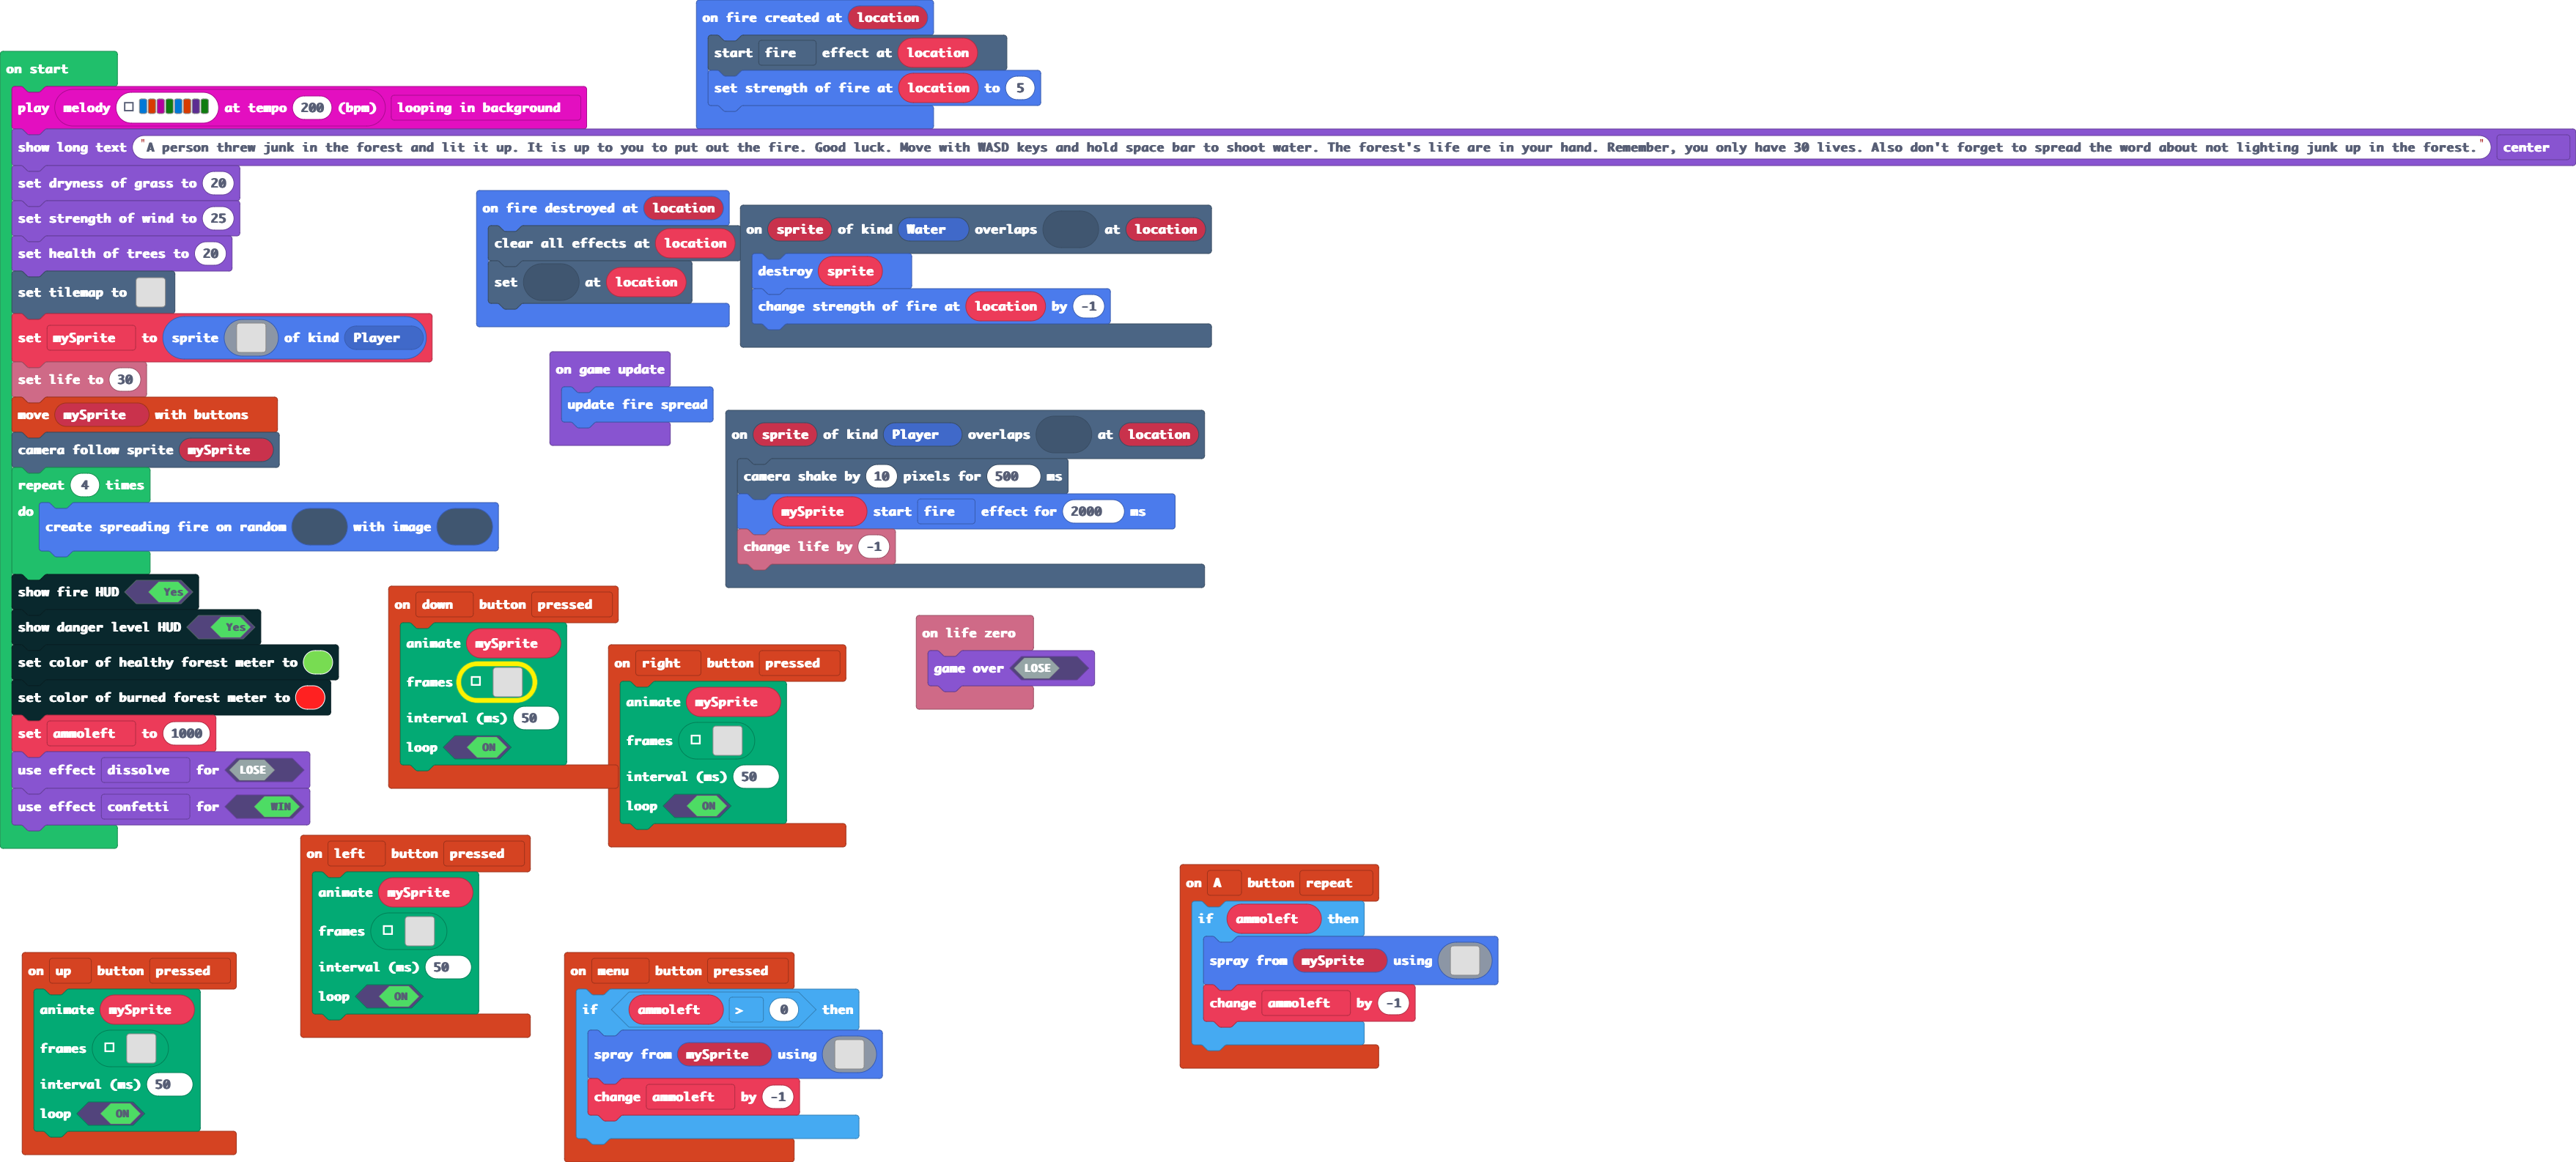 on fire created at location
start fire effect at location
set strength of fire at location to 5
on start
play melody at tempo 200 (bpm) looping in background
show long text "A person threw junk in the forest and lit it up. It is up to you to put out the fire. Good luck. Move with WASD keys and hold space bar to shoot water. The forest's life are in your hand. Remember, you only have 30 lives. Also don't forget to spread the word about not lighting junk up in the forest." center
set dryness of grass to 20
set strength of wind to 25
set health of trees to 20
set tilemap to
set mySprite to sprite of kind Player
set life to 30
move mySprite with buttons
camera follow sprite mySprite
repeat 4 times
do
create spreading fire on random with image
show fire HUD Yes
show danger level HUD Yes
set color of healthy forest meter to
set color of burned forest meter to
set ammoleft to 1000
use effect dissolve for LOSE
use effect confetti for WIN
on fire destroyed at location
clear all effects at location
set at location
on sprite of kind Water overlaps at location
destroy sprite
change strength of fire at location by -1
on game update
update fire spread
on sprite of kind Player overlaps at location
camera shake by 10 pixels for 500 ms
mySprite start fire effect for 2000 ms
change life by -1
on down button pressed
animate mySprite
frames
interval (ms) 50
loop ON
on right button pressed
animate mySprite
frames
interval (ms) 50
loop ON
on life zero
game over LOSE
on left button pressed
animate mySprite
frames
interval (ms) 50
loop ON
on A button repeat
if ammoleft then
spray from mySprite using
change ammoleft by -1
on up button pressed
animate mySprite
frames
interval (ms) 50
loop ON
on menu button pressed
if ammoleft > 0 then
spray from mySprite using
change ammoleft by -1